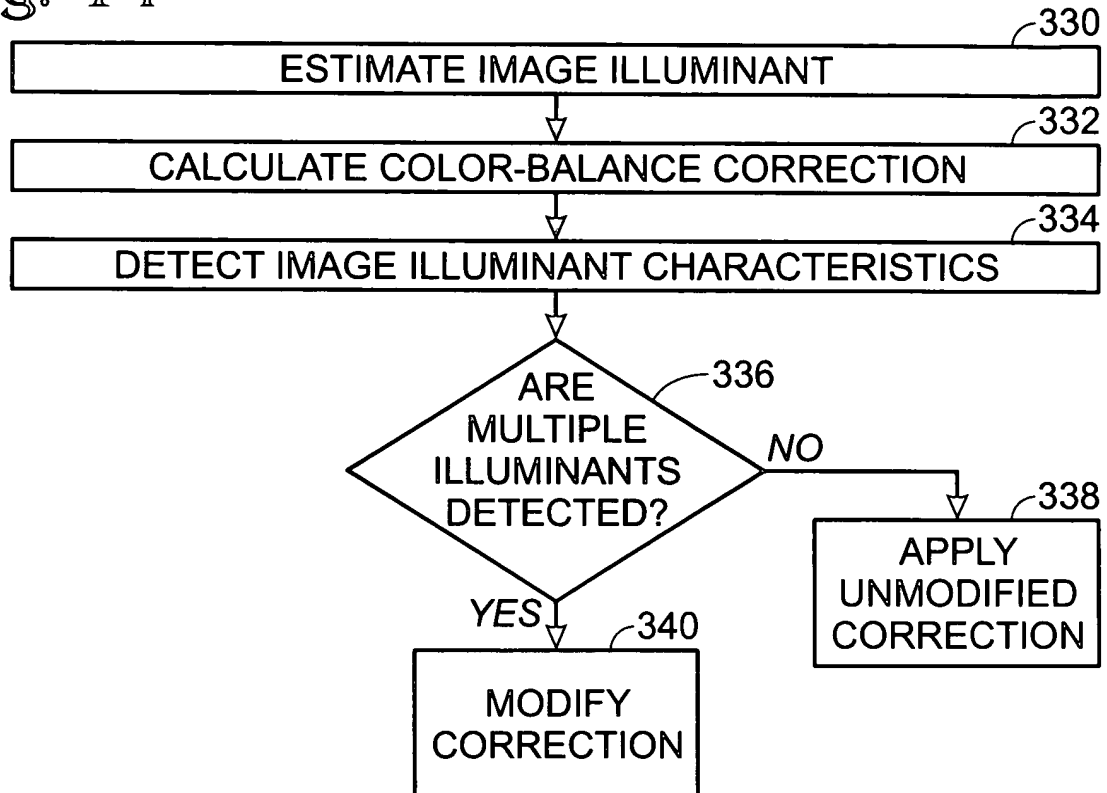 330
ESTIMATE IMAGE ILLUMINANT
332
CALCULATE COLOR-BALANCE CORRECTION
334
DETECT IMAGE ILLUMINANT CHARACTERISTICS
336
ARE
MULTIPLE
ILLUMINANTS
DETECTED?
NO
338
APPLY
UNMODIFIED
CORRECTION
YES
340
MODIFY
CORRECTION